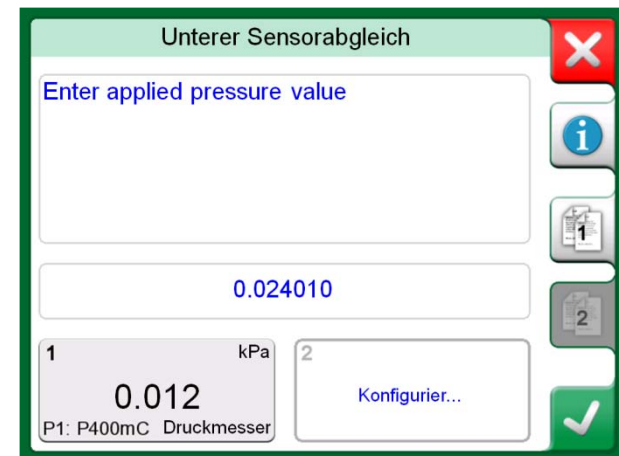 Unterer Sensorabgleich
Enter applied pressure value
0.024010
1 kPa
0.012
P1: P400mC Druckmesser
2
Konfigurier...
1
2